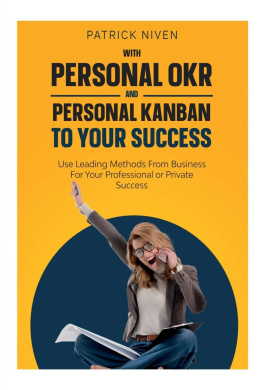 PATRICK NIVEN
WITH
PERSONAL OKR
AND
PERSONAL KANBAN
TO YOUR SUCCESS
Use Leading Methods From Business
For Your Professional or Private
Success